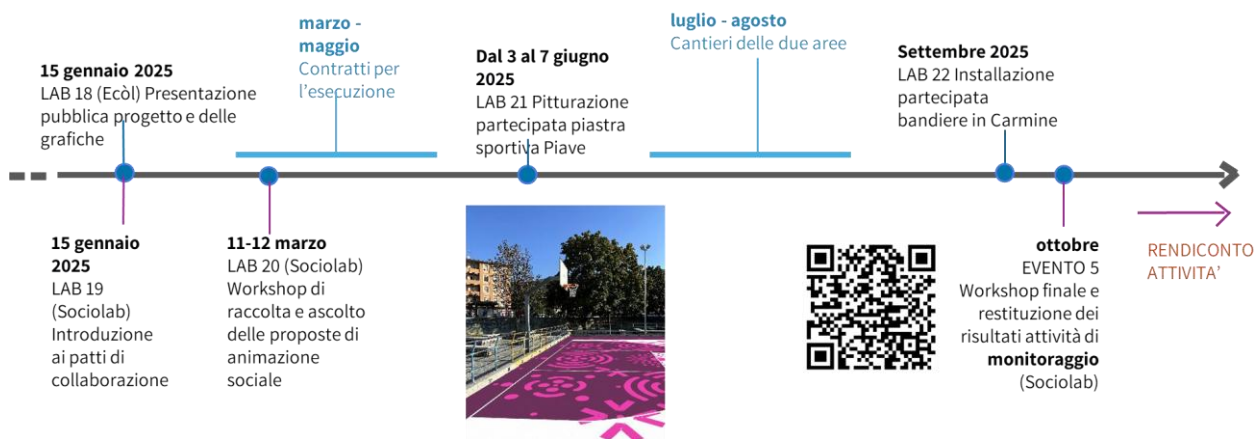 15 gennaio 2025
LAB 18 (Ecòl) Presentazione
pubblica progetto e delle
grafiche
marzo -
maggio
Contratti per
l'esecuzione
Dal 3 al 7 giugno
2025
LAB 21 Pitturazione
partecipata piastra
sportiva Piave
luglio - agosto
Cantieri delle due aree
Settembre 2025
LAB 22 Installazione
partecipata
bandiere in Carmine
15 gennaio
2025
LAB 19
(Sociolab)
Introduzione
ai patti di
collaborazione
11-12 marzo
LAB 20 (Sociolab)
Workshop di
raccolta e ascolto
delle proposte di
animazione
sociale
ottobre
EVENTO 5
Workshop finale e
restituzione dei
risultati attività di
monitoraggio
(Sociolab)
RENDICONTO
ATTIVITA'